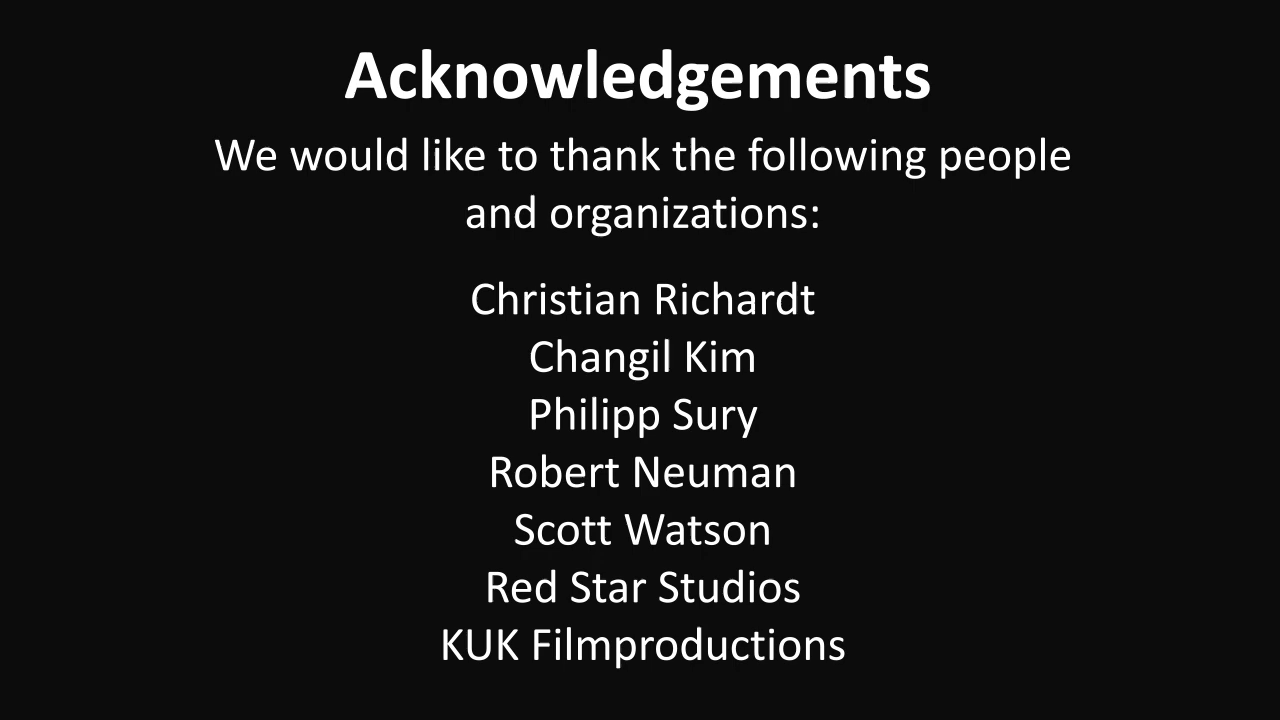 Acknowledgements
We would like to thank the following people
and organizations:
Christian Richardt
Changil Kim
Philipp Sury
Robert Neuman
Scott Watson
Red Star Studios
KUK Filmproductions